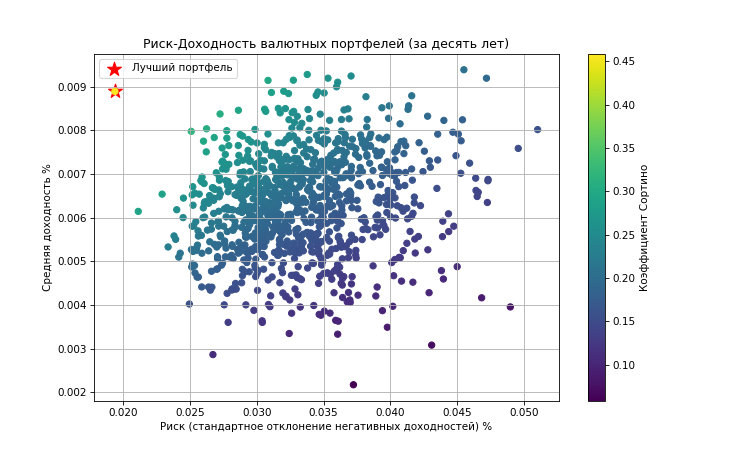 Риск-Доходность валютных портфелей (за десять лет)
Лучший портфель
Средняя доходность %
0.009
0.008
0.007
0.006
0.005
0.004
0.003
0.002
0.020 0.025 0.030 0.035 0.040 0.045 0.050
Риск (стандартное отклонение негативных доходностей) %
0.45
0.40
0.35
0.30
0.25
0.20
0.15
0.10
Коэффициент Сортино